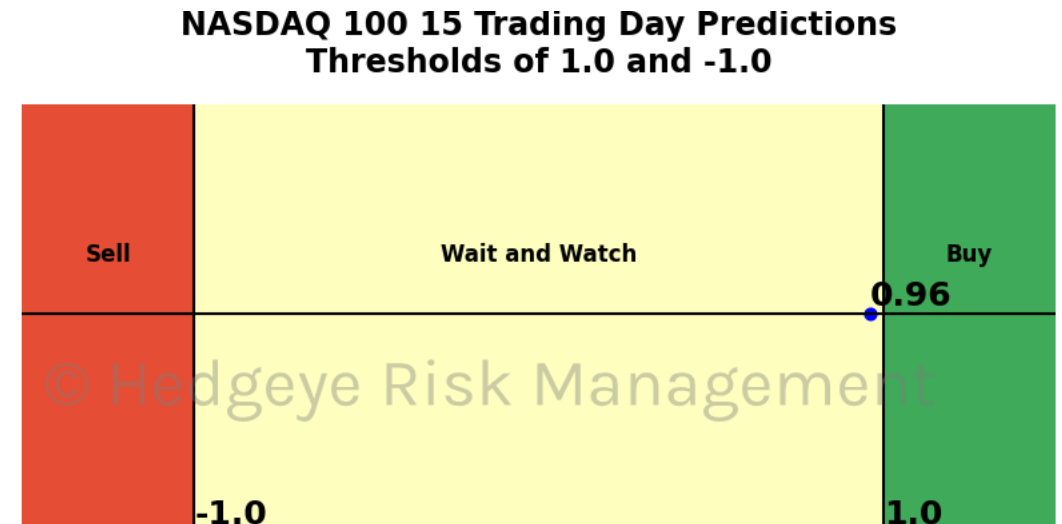 NASDAQ 100 15 Trading Day Predictions
Thresholds of 1.0 and -1.0
Sell
Wait and Watch
Buy
0.96
© Hedgeye Risk Management
-1.0
1.0